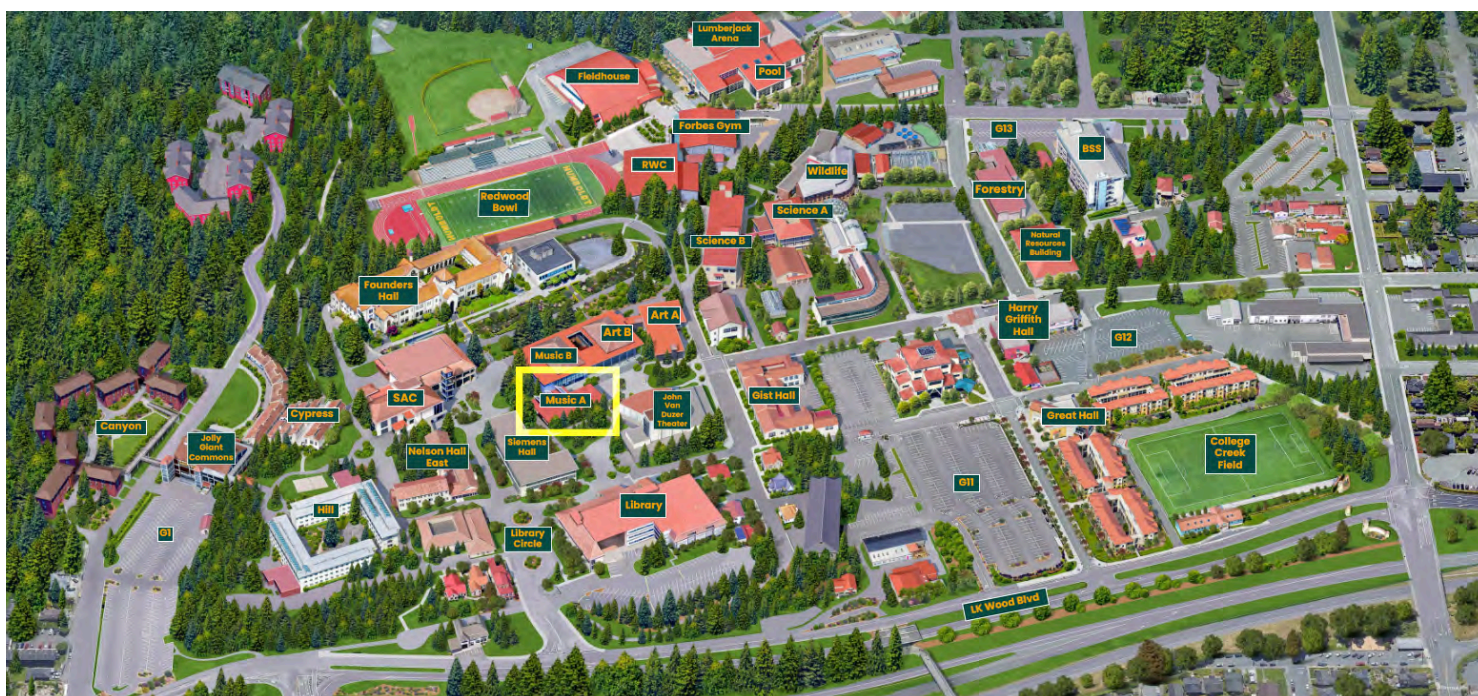 Lumberjack
Arena
Pool
Fieldhouse
Forbes Gym
G13
BSS
RWC
Wildlife
Redwood
Bowl
HUMBOLDT
Forestry
Science A
Science B
Natural
Resources
Building
Founders
Hall
Harry
Griffith
Hall
Art A
Art B
G12
Music B
Music A
SAC
John
Van
Duzer
Theater
Gist Hall
Great Hall
Cypress
Canyon
Jolly
Giant
Commons
Nelson Hall
East
Siemens
Hall
College
Creek
Field
G11
Library
Hill
G1
Library
Circle
LK Wood Blvd